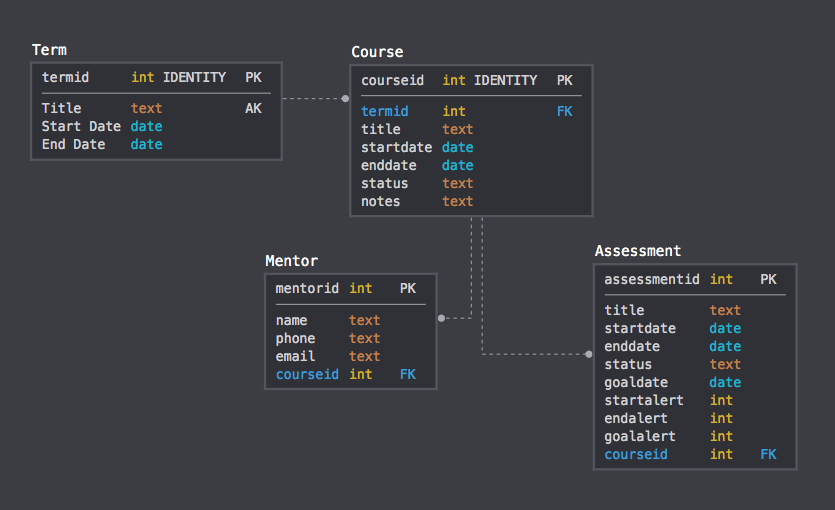 Term
termid int IDENTITY PK
Title text AK
Start Date date
End Date date
Course
courseid int IDENTITY PK
termid int FK
title text
startdate date
enddate date
status text
notes text
Mentor
mentorid int PK
name text
phone text
email text
courseid int FK
Assessment
assessmentid int PK
title text
startdate date
enddate date
status text
goaldate date
startalert int
endalert int
goalalert int
courseid int FK